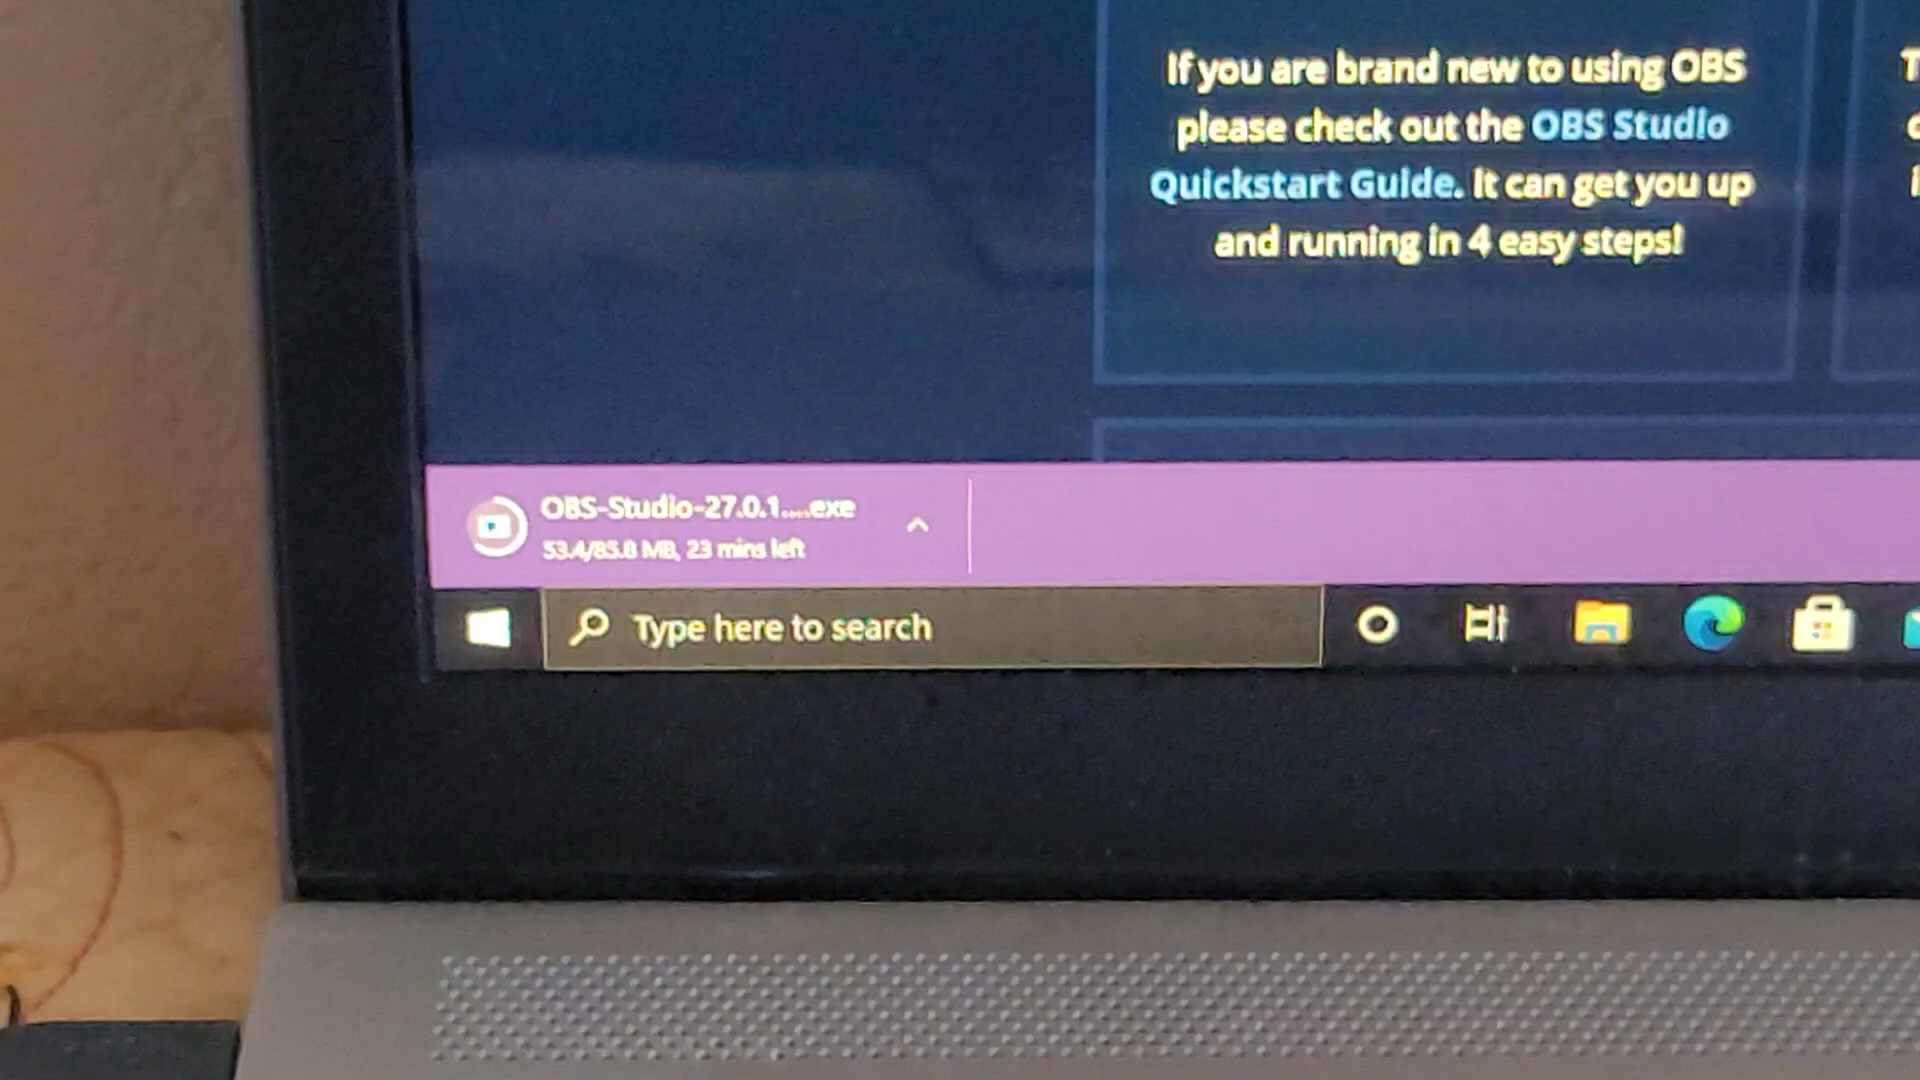 If you are brand new to using OBS
please check out the OBS Studio
Quickstart Guide. It can get you up
and running in 4 easy steps!
OBS-Studio-27.0.1....exe
53.4/85.8 MB, 23 mins left
Type here to search